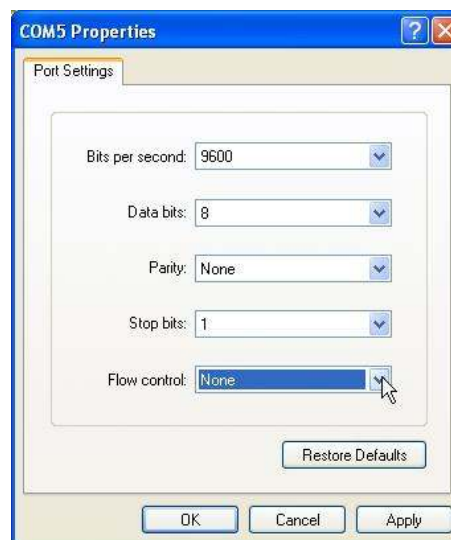 COM5 Properties
Port Settings
Bits per second: 9600
Data bits: 8
Parity: None
Stop bits: 1
Flow control: None
Restore Defaults
OK Cancel Apply